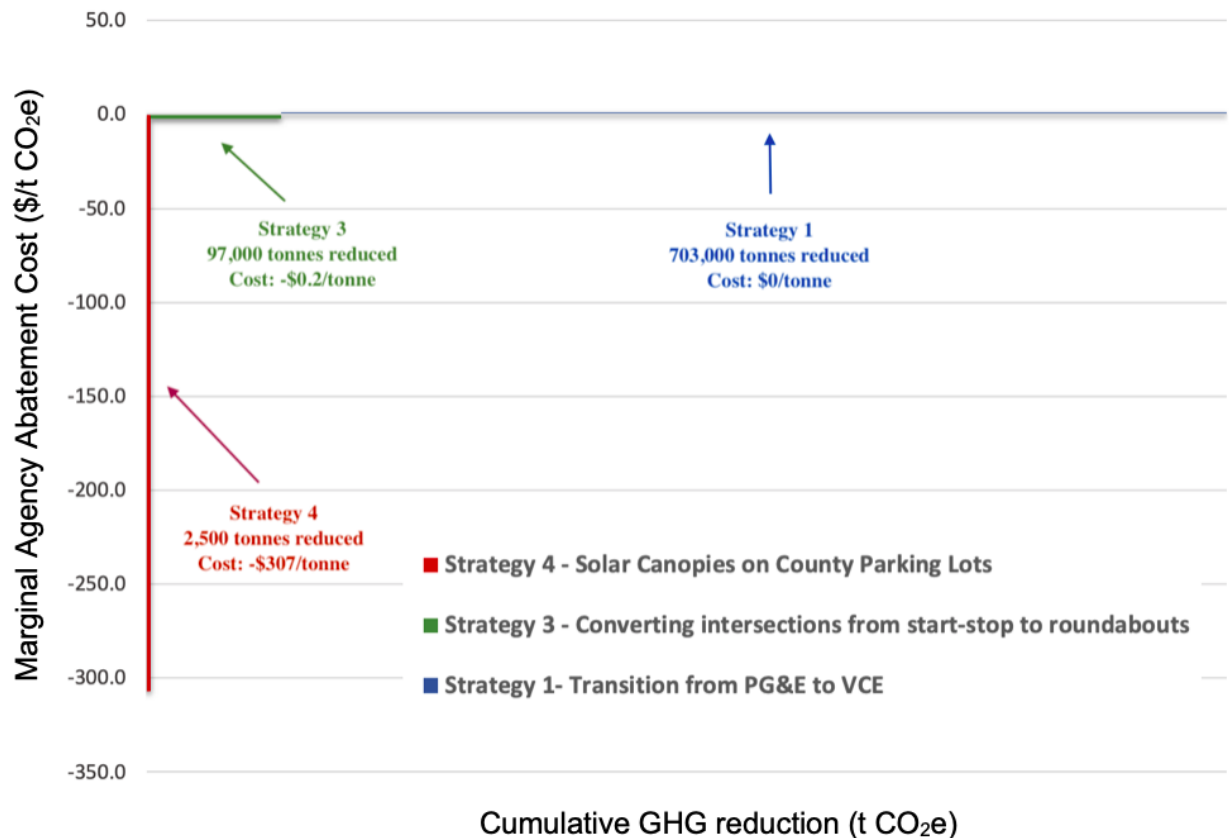 50.0
0.0
-50.0
-100.0
-150.0
-200.0
-250.0
-300.0
-350.0
Marginal Agency Abatement Cost ($/t CO₂e)
Strategy 3
97,000 tonnes reduced
Cost: -$0.2/tonne
Strategy 1
703,000 tonnes reduced
Cost: $0/tonne
Strategy 4
2,500 tonnes reduced
Cost: -$307/tonne
Strategy 4 - Solar Canopies on County Parking Lots
Strategy 3 - Converting intersections from start-stop to roundabouts
Strategy 1- Transition from PG&E to VCE
Cumulative GHG reduction (t CO₂e)